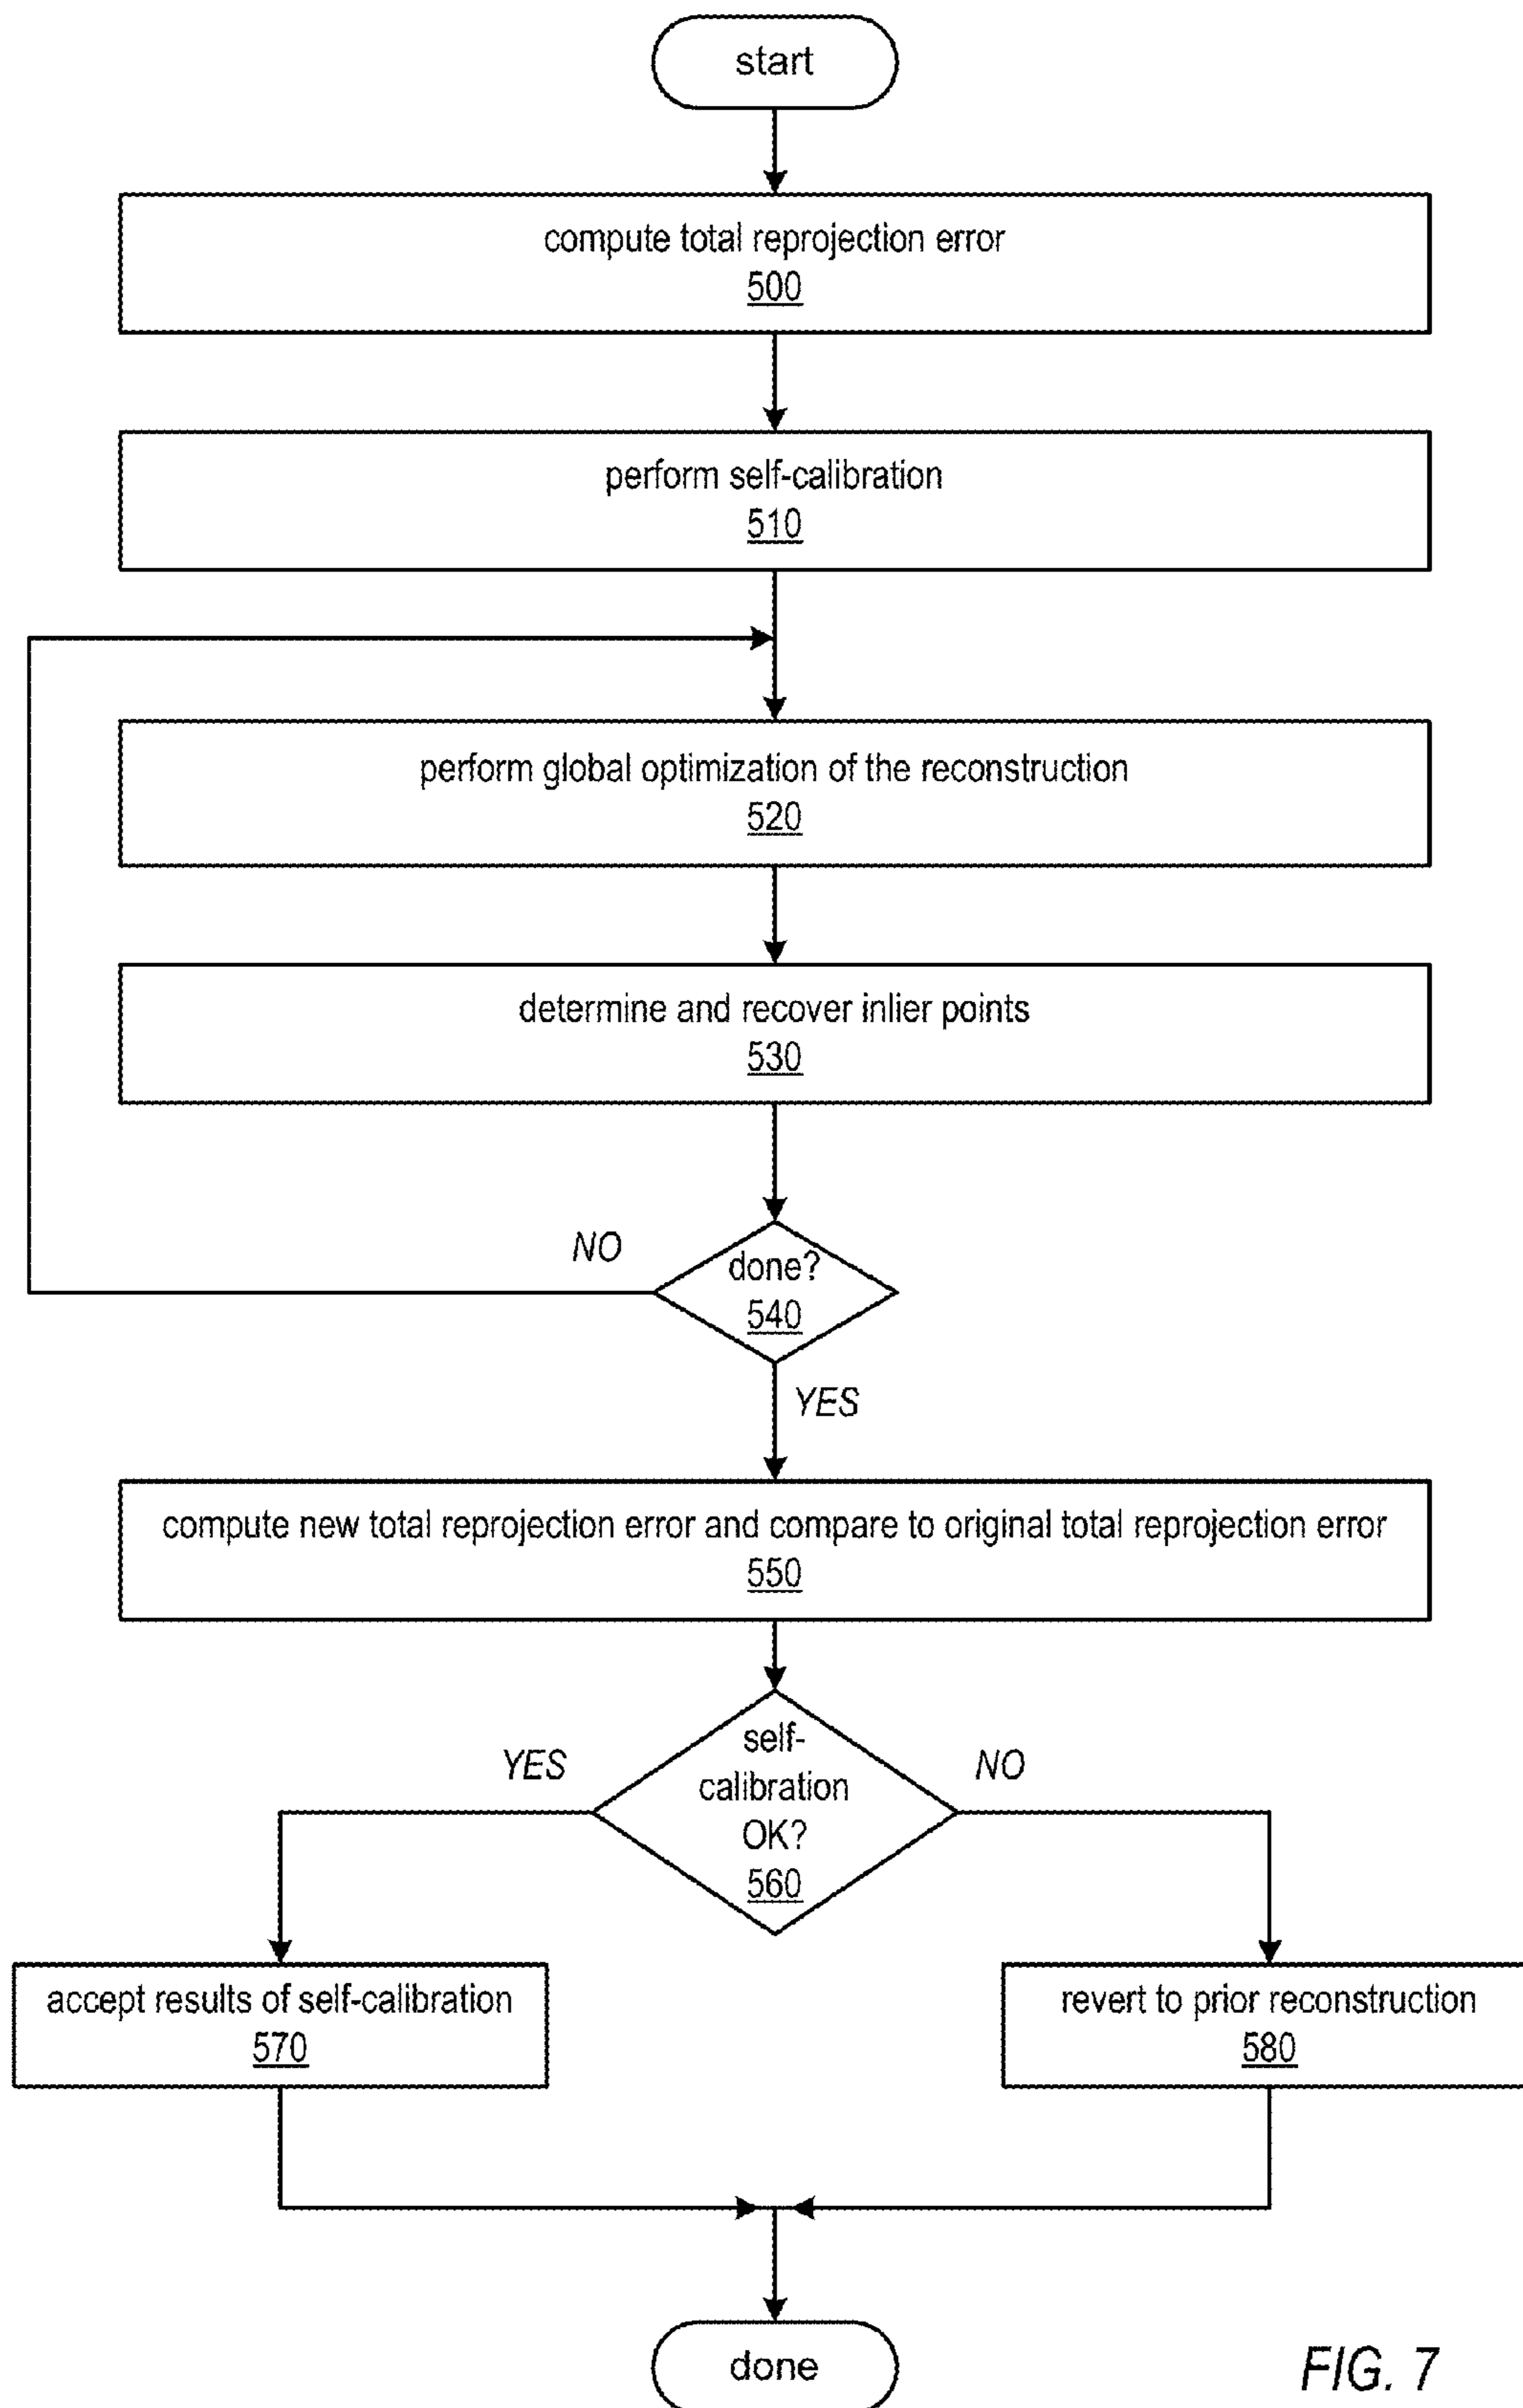 start
compute total reprojection error
500
perform self-calibration
510
perform global optimization of the reconstruction
520
determine and recover inlier points
530
NO
done?
540
YES
compute new total reprojection error and compare to original total reprojection error
550
YES
self-
calibration
OK?
560
NO
accept results of self-calibration
570
revert to prior reconstruction
580
done
FIG. 7